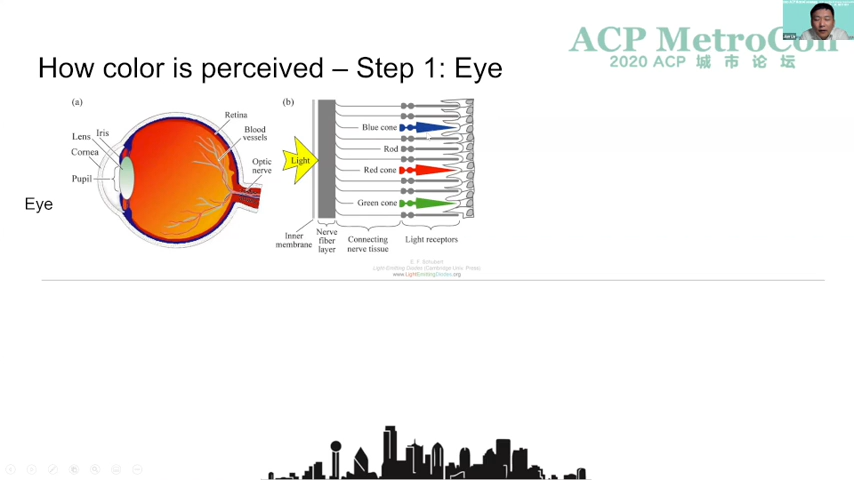 ACP MetroCon
2020 ACP 城 市 论 坛
How color is perceived – Step 1: Eye
(a)
Retina
Blood
vessels
Lens
Iris
Cornea
Optic
nerve
Pupil
Eye
(b)
Blue cone
Rod
Light
Red cone
Green cone
Inner
membrane
Nerve
fiber
layer
Connecting
nerve tissue
Light receptors
E. F. Schubert
Light-Emitting Diodes (Cambridge Univ. Press)
www.LightEmittingDiodes.org